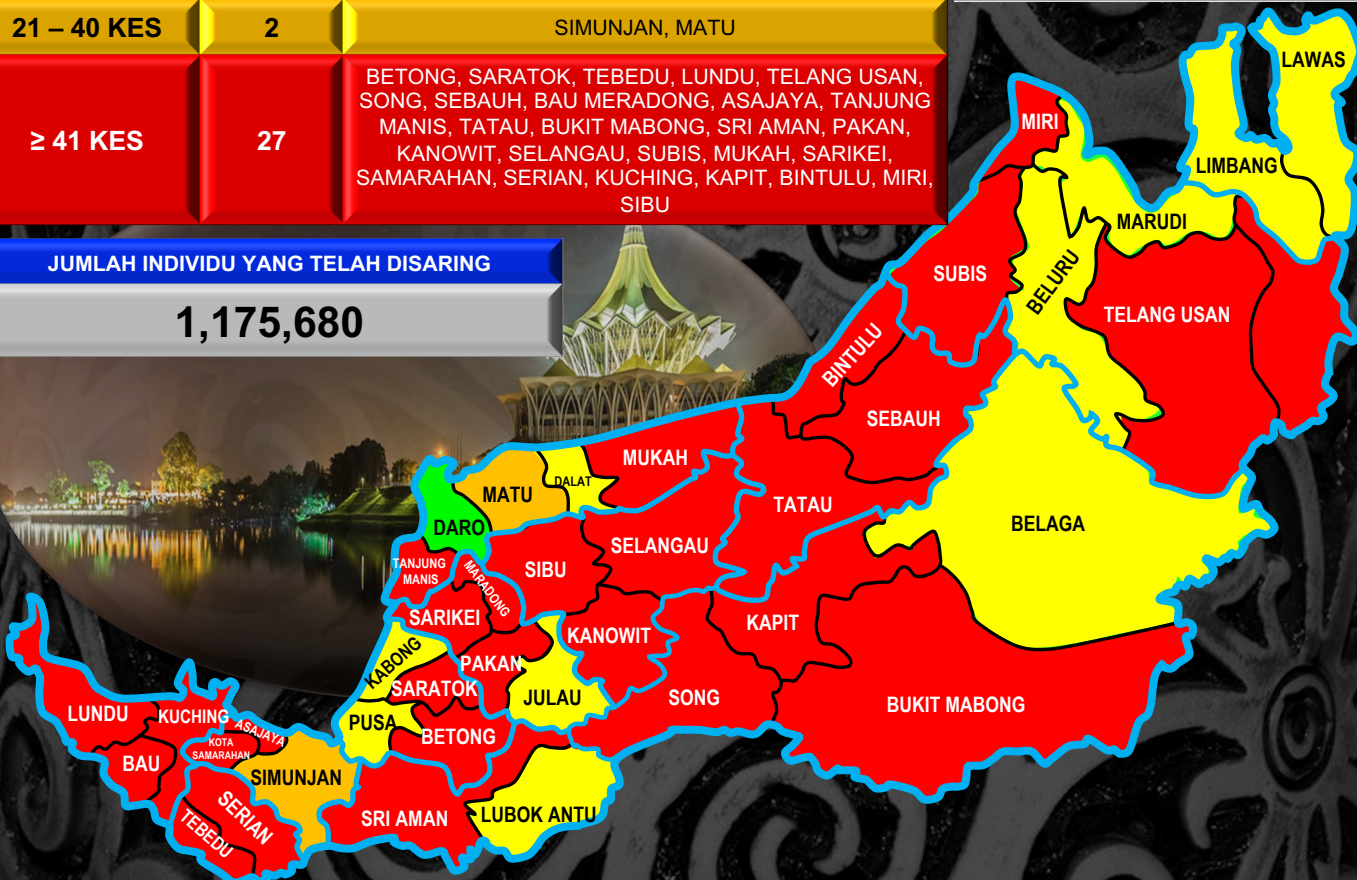 21 – 40 KES
2
SIMUNJAN, MATU
≥ 41 KES
27
BETONG, SARATOK, TEBEDU, LUNDU, TELANG USAN,
SONG, SEBAUH, BAU MERADONG, ASAJAYA, TANJUNG
MANIS, TATAU, BUKIT MABONG, SRI AMAN, PAKAN,
KANOWIT, SELANGAU, SUBIS, MUKAH, SARIKEI,
SAMARAHAN, SERIAN, KUCHING, KAPIT, BINTULU, MIRI,
SIBU
JUMLAH INDIVIDU YANG TELAH DISARING
1,175,680
LAWAS
MIRI
LIMBANG
MARUDI
SUBIS
BELURU
TELANG USAN
BINTULU
SEBAUH
MUKAH
DALAT
MATU
TATAU
DARO
BELAGA
SELANGAU
TANJUNG
MANIS
SIBU
MARADONG
SARIKEI
KAPIT
KANOWIT
KABONG
PAKAN
SARATOK
JULAU
SONG
BUKIT MABONG
LUNDU
KUCHING
PUSA
ASAJAYA
BETONG
KOTA
SAMARAHAN
BAU
SIMUNJAN
SERIAN
SRI AMAN
LUBOK ANTU
TEBEDU